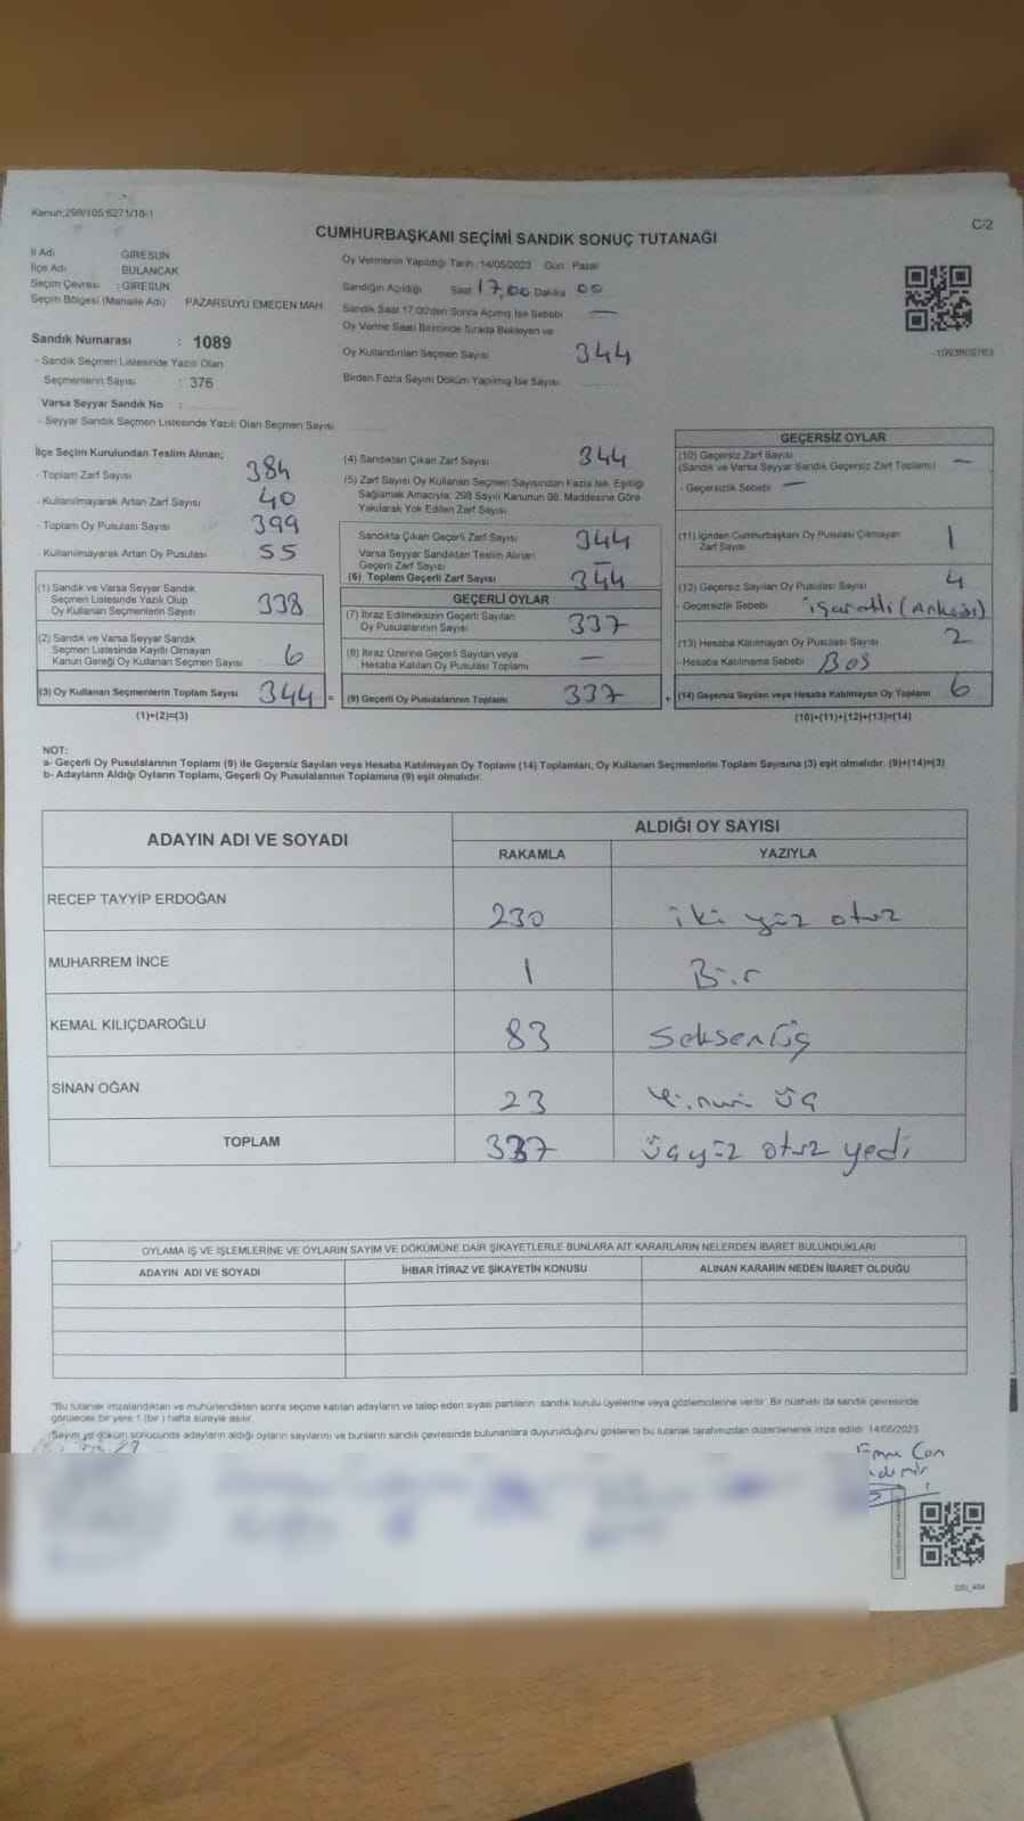 Kanun:298/105;6271/18-1
C/2
CUMHURBAŞKANI SEÇİMİ SANDIK SONUÇ TUTANAĞI
İl Adı GİRESUN
İlçe Adı BULANCAK
Seçim Çevresi : GİRESUN
Seçim Bölgesi (Mahalle Adı) PAZARSUYU EMECEN MAH.
Sandık Numarası : 1089
- Sandık Seçmen Listesinde Yazılı Olan
Seçmenlerin Sayısı : 376
Varsa Seyyar Sandık No :
- Seyyar Sandık Seçmen Listesinde Yazılı Olan Seçmen Sayısı
Oy Vermenin Yapıldığı Tarih : 14/05/2023 Gün : Pazar
Sandığın Açıldığı Saat 17,00 Dakika 00
Sandık Saat 17.00'den Sonra Açılmış İse Sebebi —
Oy Verme Saati Bitiminde Sırada Bekleyen ve
Oy Kullandırılan Seçmen Sayısı 344
Birden Fazla Sayım Döküm Yapılmış İse Sayısı
İlçe Seçim Kurulundan Teslim Alınan;
- Toplam Zarf Sayısı 384
- Kullanılmayarak Artan Zarf Sayısı 40
- Toplam Oy Pusulası Sayısı 399
- Kullanılmayarak Artan Oy Pusulası 55
(1) Sandık ve Varsa Seyyar Sandık
Seçmen Listesinde Yazılı Olup
Oy Kullanan Seçmenlerin Sayısı 338
(2) Sandık ve Varsa Seyyar Sandık
Seçmen Listesinde Kayıtlı Olmayan
Kanun Gereği Oy Kullanan Seçmen Sayısı 6
(3) Oy Kullanan Seçmenlerin Toplam Sayısı 344 =
(1)+(2)=(3)
(4) Sandıktan Çıkan Zarf Sayısı 344
(5) Zarf Sayısı Oy Kullanan Seçmen Sayısından Fazla İse, Eşitliği
Sağlamak Amacıyla, 298 Sayılı Kanunun 98. Maddesine Göre
Yakılarak Yok Edilen Zarf Sayısı
Sandıkta Çıkan Geçerli Zarf Sayısı 344
Varsa Seyyar Sandıktan Teslim Alınan
Geçerli Zarf Sayısı —
(6) Toplam Geçerli Zarf Sayısı 344
GEÇERLİ OYLAR
(7) İtiraz Edilmeksizin Geçerli Sayılan
Oy Pusulalarının Sayısı 337
(8) İtiraz Üzerine Geçerli Sayılan veya
Hesaba Katılan Oy Pusulası Toplamı —
(9) Geçerli Oy Pusulalarının Toplamı 337 +
GEÇERSİZ OYLAR
(10) Geçersiz Zarf Sayısı
(Sandık ve Varsa Seyyar Sandık Geçersiz Zarf Toplamı) —
- Geçersizlik Sebebi —
(11) İçinden Cumhurbaşkanı Oy Pusulası Çıkmayan
Zarf Sayısı 1
(12) Geçersiz Sayılan Oy Pusulası Sayısı 4
- Geçersizlik Sebebi işaretli (Arkası)
(13) Hesaba Katılmayan Oy Pusulası Sayısı 2
- Hesaba Katılmama Sebebi Boş
(14) Geçersiz Sayılan veya Hesaba Katılmayan Oy Toplamı 6
(10)+(11)+(12)+(13)=(14)
NOT:
a- Geçerli Oy Pusulalarının Toplamı (9) ile Geçersiz Sayılan veya Hesaba Katılmayan Oy Toplamı (14) Toplamları, Oy Kullanan Seçmenlerin Toplam Sayısına (3) eşit olmalıdır. (9)+(14)=(3)
b- Adayların Aldığı Oyların Toplamı, Geçerli Oy Pusulalarının Toplamına (9) eşit olmalıdır.
ADAYIN ADI VE SOYADI
ALDIĞI OY SAYISI
RAKAMLA YAZIYLA
RECEP TAYYİP ERDOĞAN 230 iki yüz otuz
MUHARREM İNCE 1 Bir
KEMAL KILIÇDAROĞLU 83 Seksenüç
SİNAN OĞAN 23 Yirmi üç
TOPLAM 337 üçyüz otuz yedi
OYLAMA İŞ VE İŞLEMLERİNE VE OYLARIN SAYIM VE DÖKÜMÜNE DAİR ŞİKAYETLERLE BUNLARA AİT KARARLARIN NELERDEN İBARET BULUNDUKLARI
ADAYIN ADI VE SOYADI İHBAR İTİRAZ VE ŞİKAYETİN KONUSU ALINAN KARARIN NEDEN İBARET OLDUĞU
"Bu tutanak imzalandıktan ve mühürlendikten sonra seçime katılan adayların ve talep eden siyasi partilerin sandık kurulu üyelerine veya gözlemcilerine verilir. Bir nüshası da sandık çevresinde
görülecek bir yere 1 (bir ) hafta süreyle asılır.
Sayım ve döküm sonucunda adayların aldığı oyların sayılarını ve bunların sandık çevresinde bulunanlara duyurulduğunu gösteren bu tutanak tarafımızdan düzenlenerek imza edildi. 14/05/2023
Can